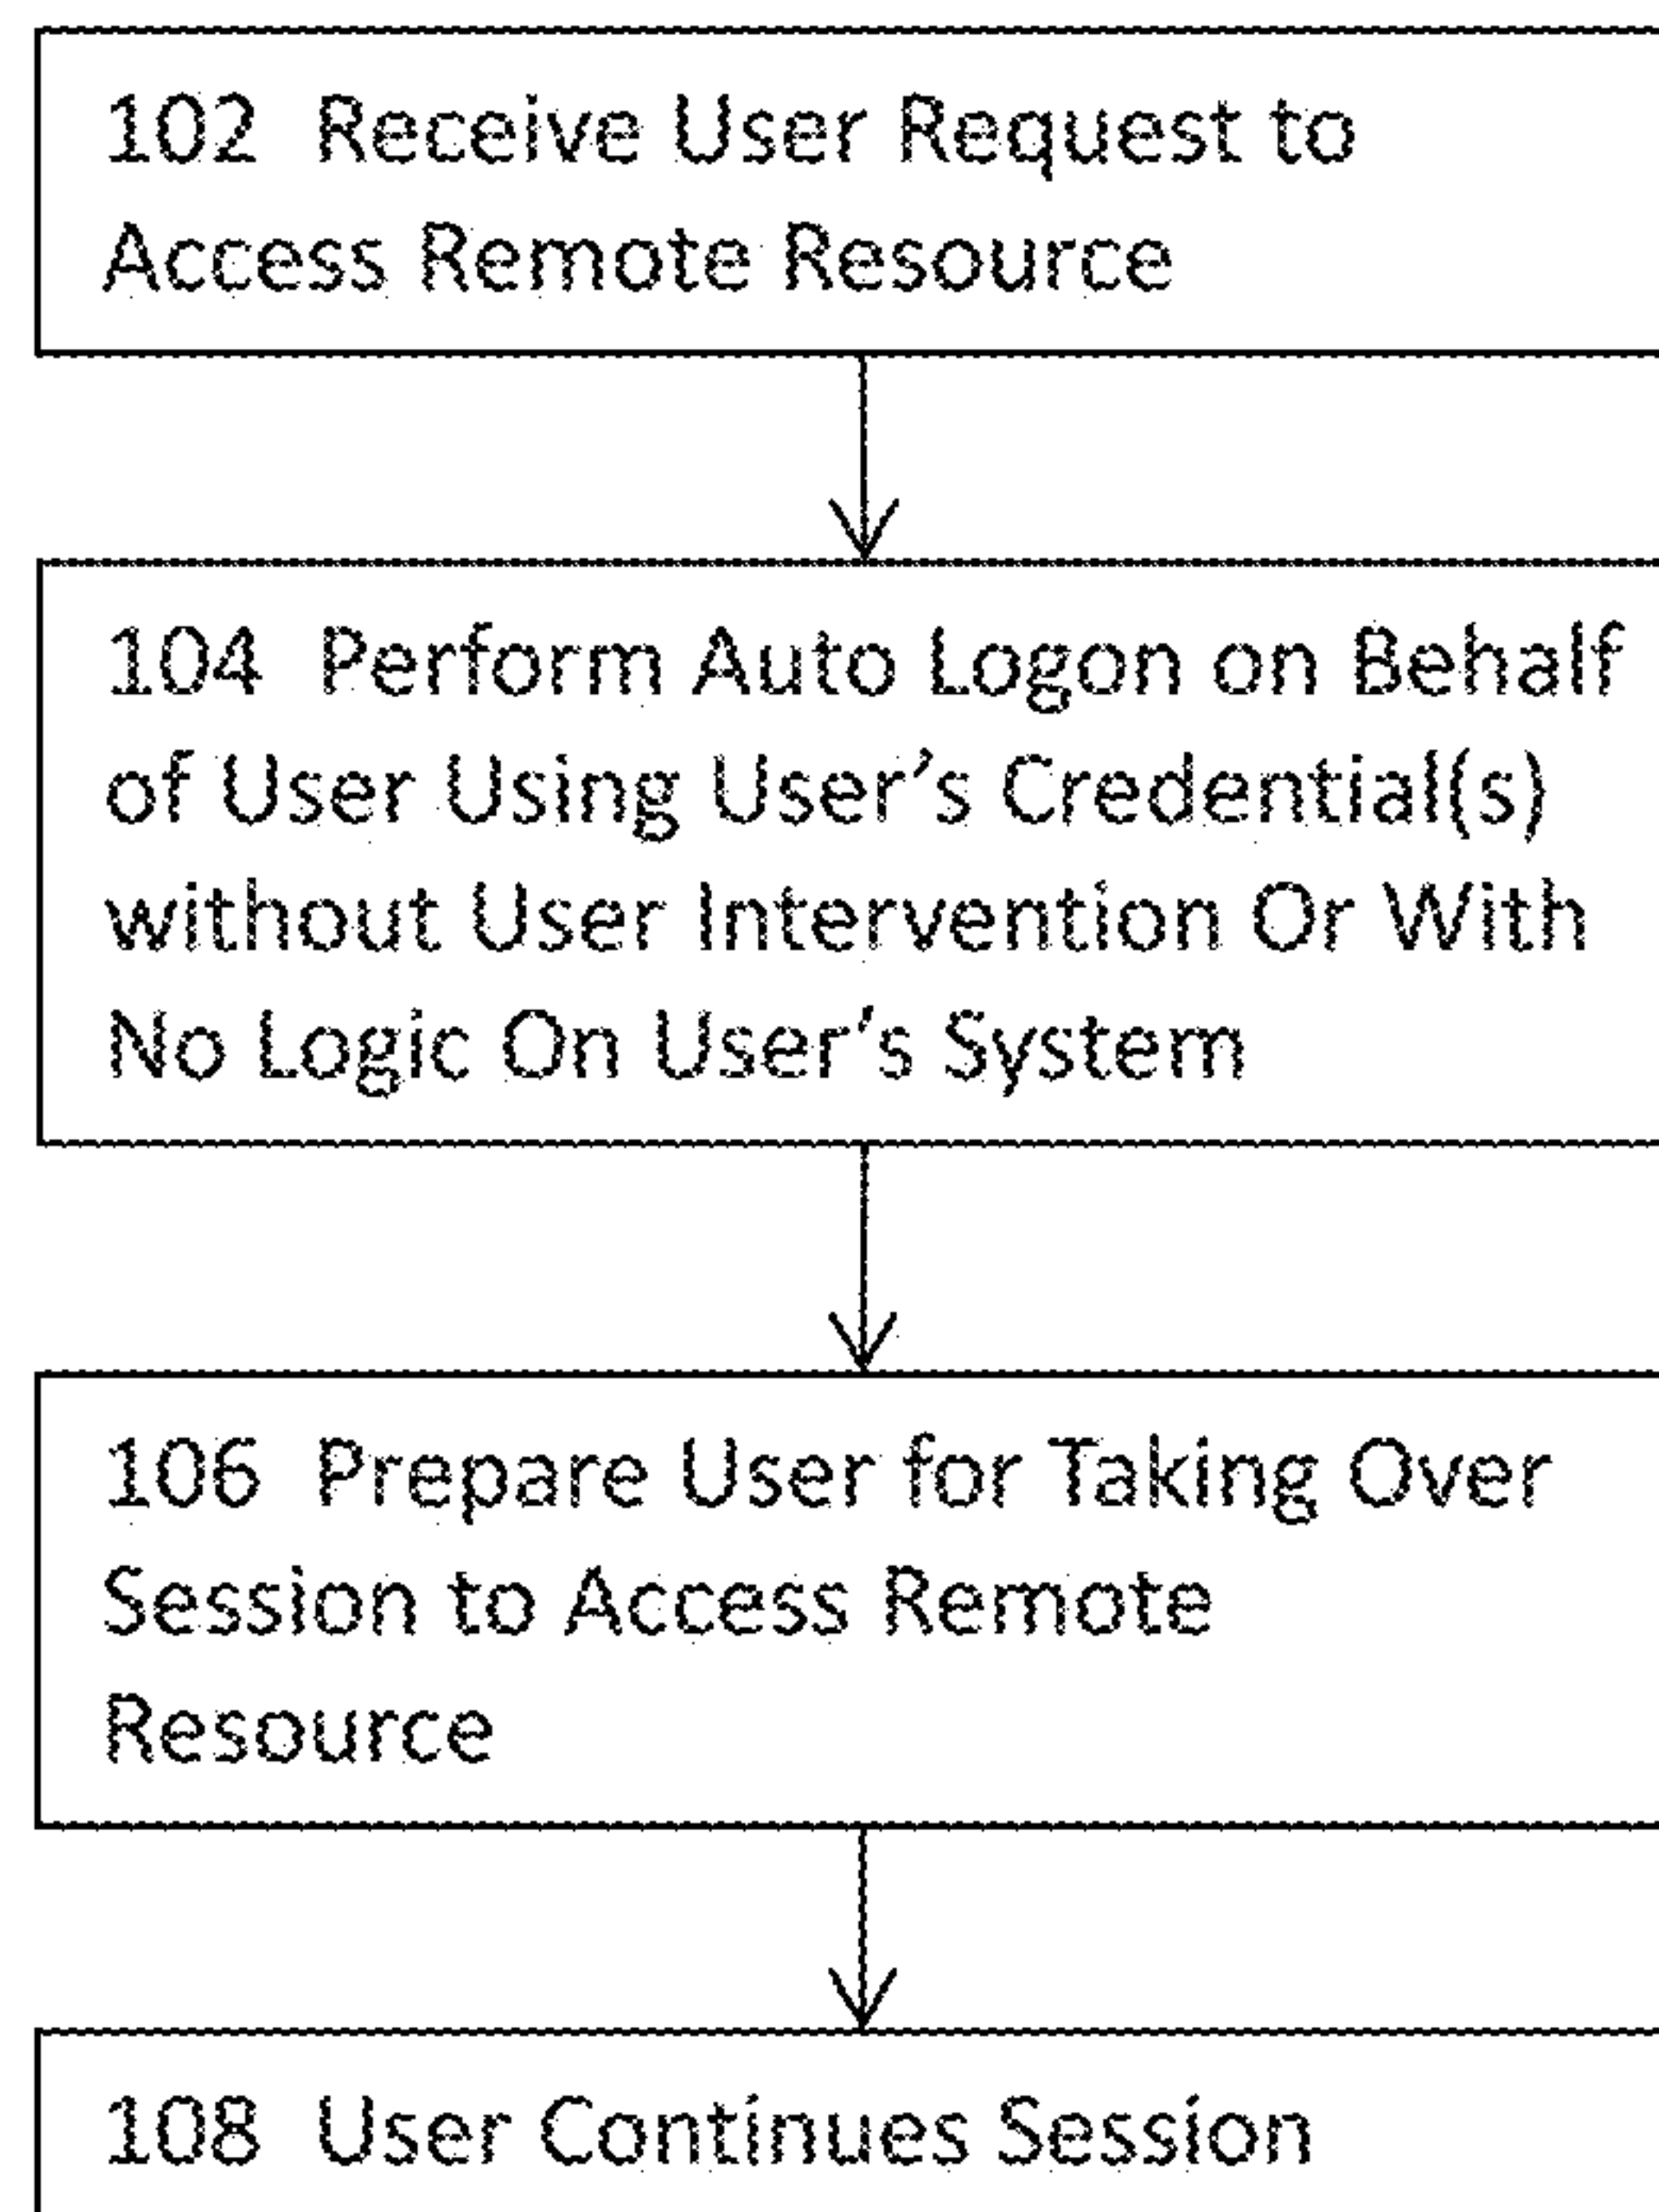 102 Receive User Request to
Access Remote Resource
104 Perform Auto Logon on Behalf
of User Using User's Credential(s)
without User Intervention Or With
No Logic On User's System
106 Prepare User for Taking Over
Session to Access Remote
Resource
108 User Continues Session